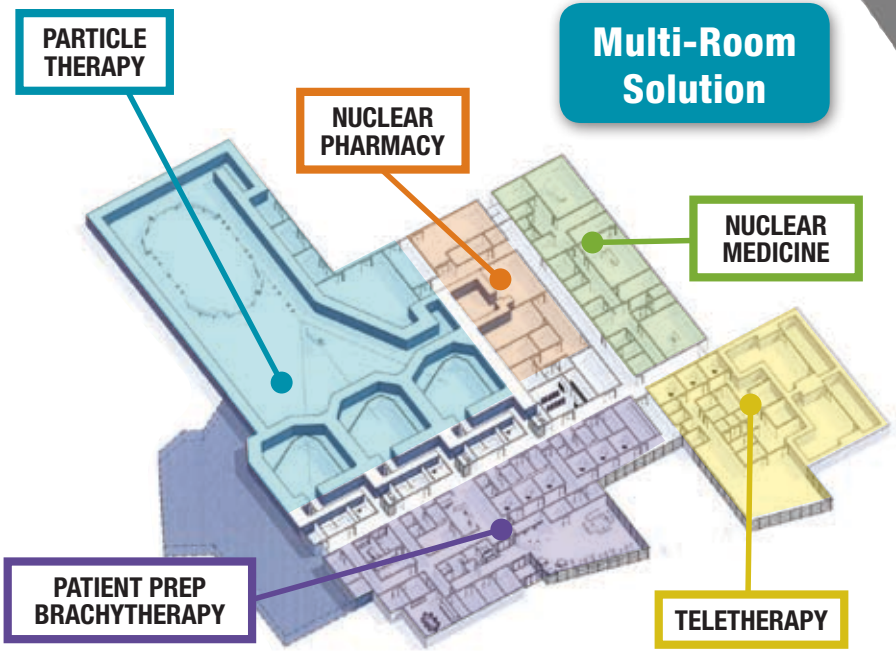 Multi-Room
Solution
PARTICLE
THERAPY
NUCLEAR
PHARMACY
NUCLEAR
MEDICINE
PATIENT PREP
BRACHYTHERAPY
TELETHERAPY